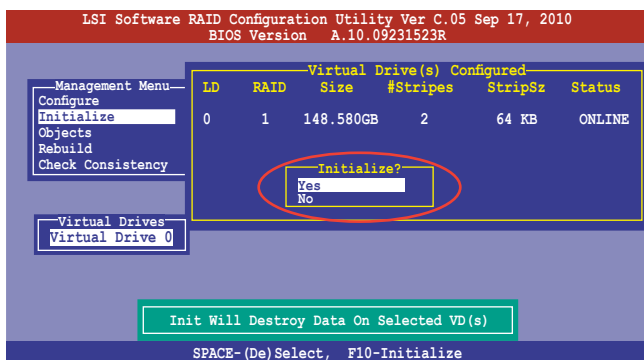 LSI Software RAID Configuration Utility Ver C.05 Sep 17, 2010
BIOS Version A.10.09231523R
Management Menu
Configure
Initialize
Objects
Rebuild
Check Consistency
Virtual Drive(s) Configured
LD RAID Size #Stripes StripSz Status
0 1 148.580GB 2 64 KB ONLINE
Initialize?
Yes
No
Virtual Drives
Virtual Drive 0
Init Will Destroy Data On Selected VD(s)
SPACE-(De)Select, F10-Initialize